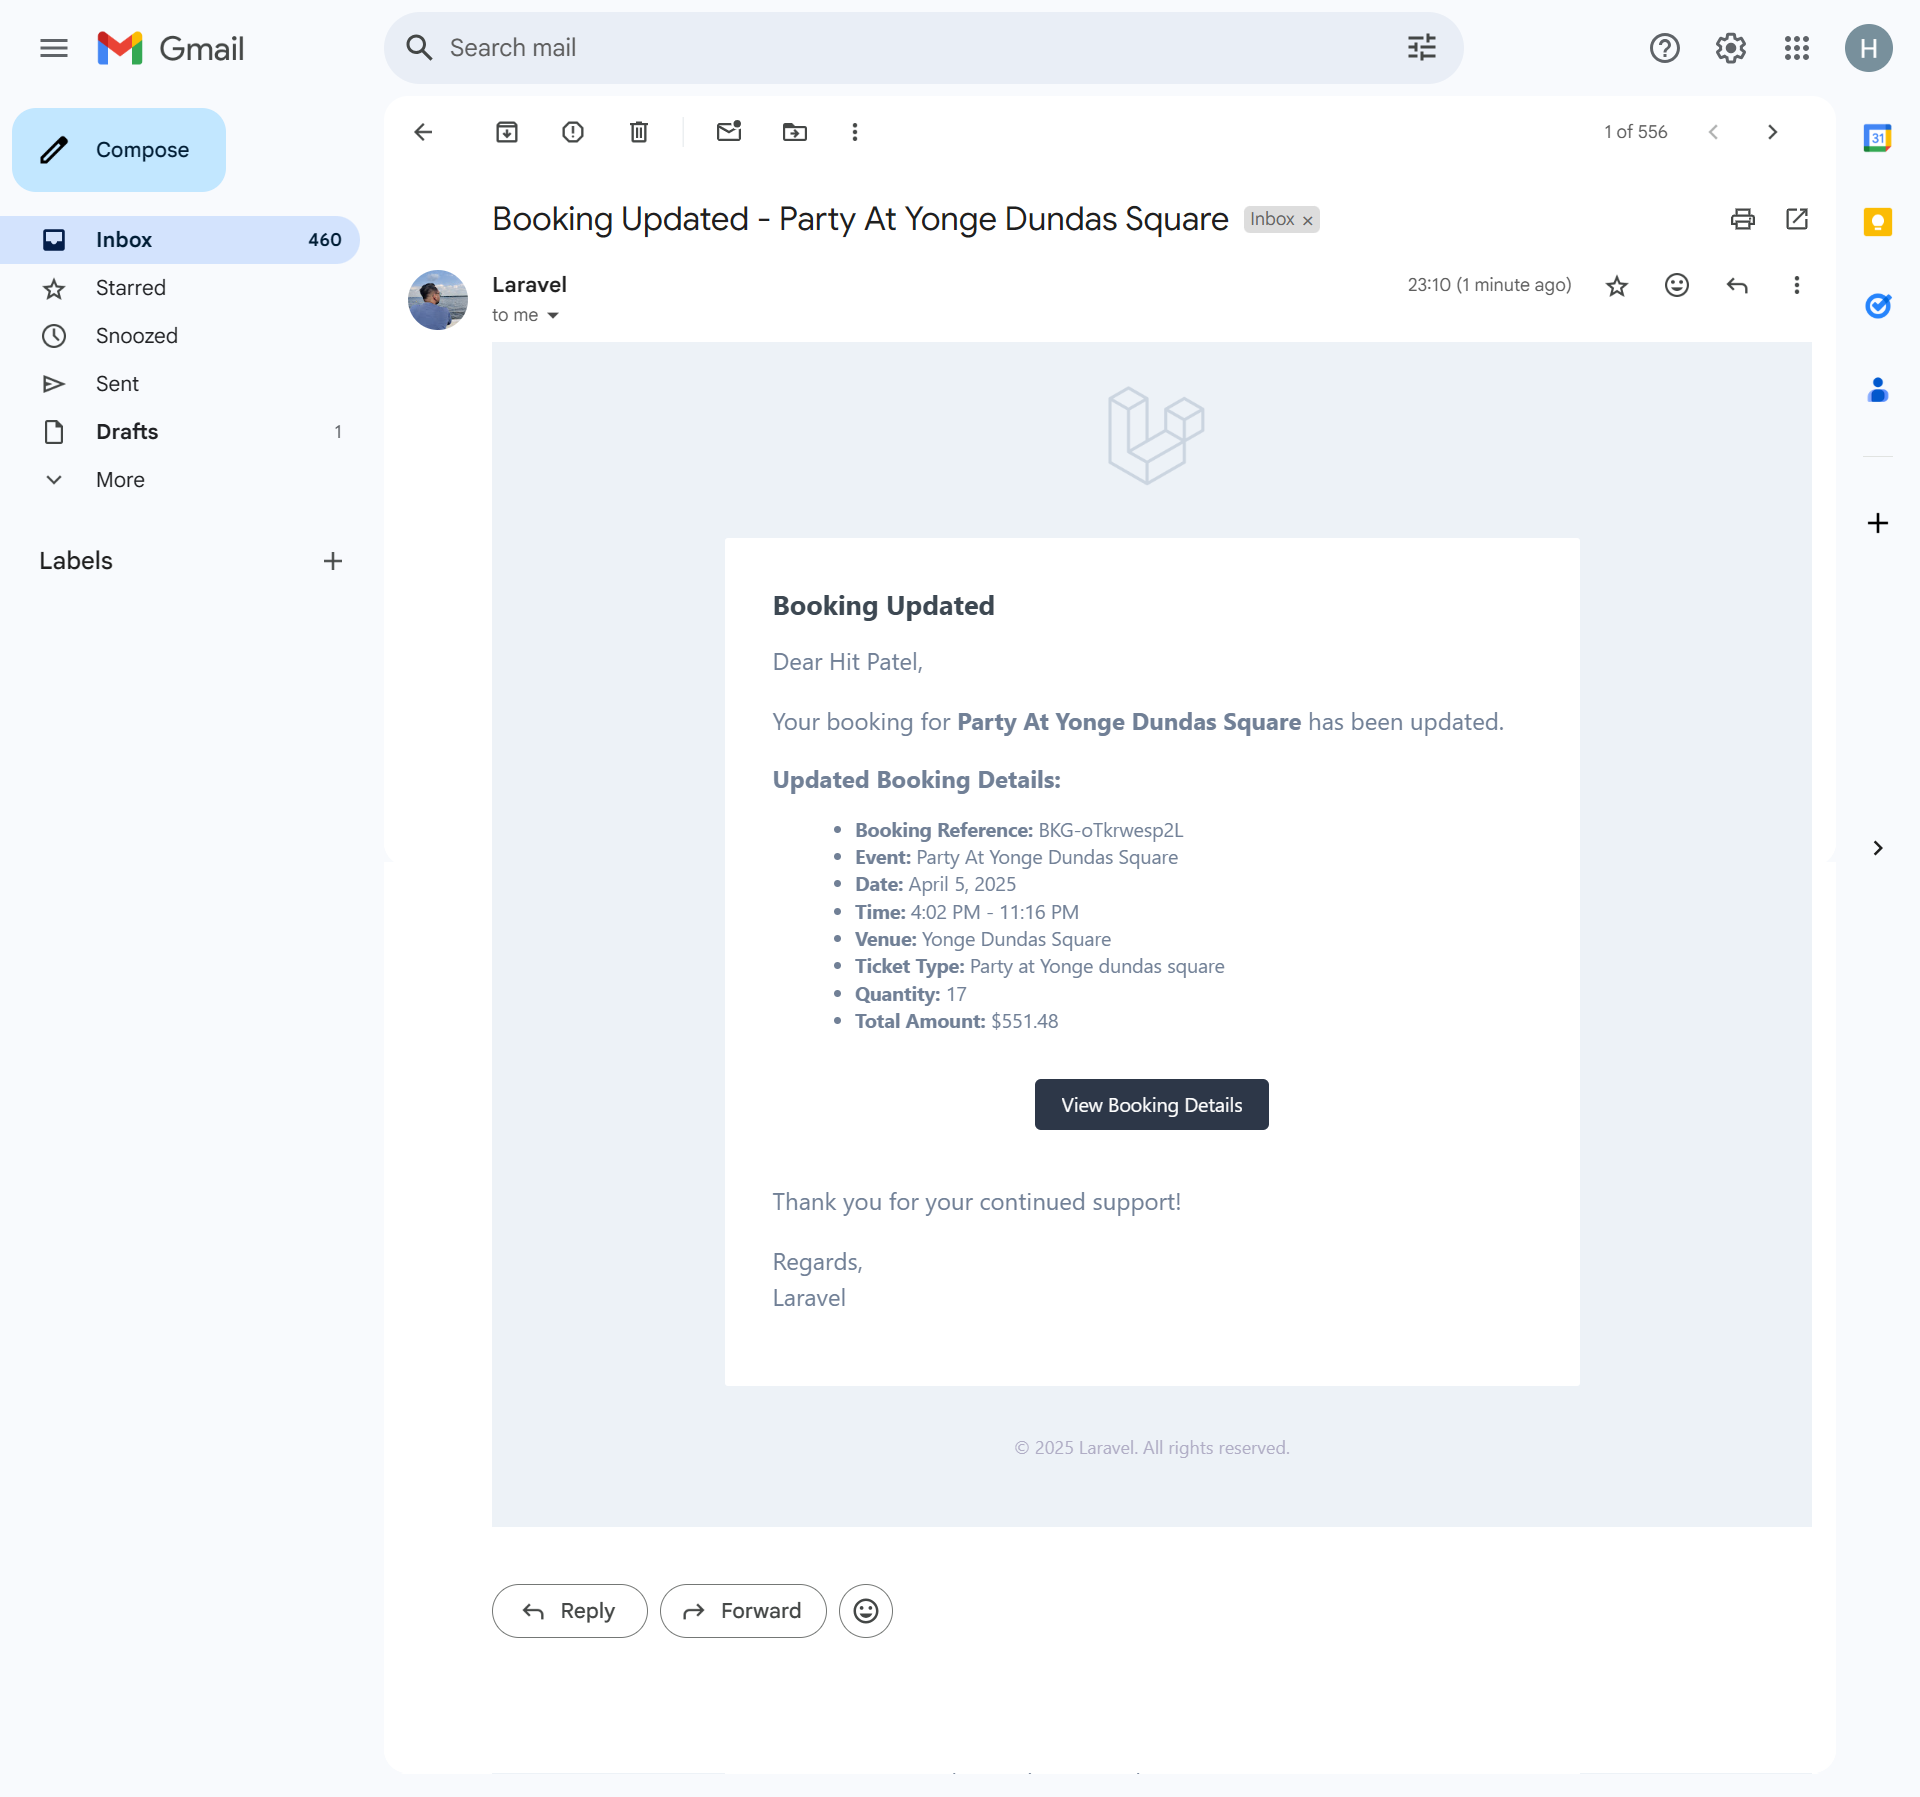 Gmail
Search mail
H
Compose
1 of 556
31
Booking Updated - Party At Yonge Dundas Square
Inbox ×
Inbox 460
Starred
Snoozed
Sent
Drafts 1
More
Labels
Laravel
23:10 (1 minute ago)
to me
Booking Updated
Dear Hit Patel,
Your booking for Party At Yonge Dundas Square has been updated.
Updated Booking Details:
• Booking Reference: BKG-oTkrwesp2L
• Event: Party At Yonge Dundas Square
• Date: April 5, 2025
• Time: 4:02 PM - 11:16 PM
• Venue: Yonge Dundas Square
• Ticket Type: Party at Yonge dundas square
• Quantity: 17
• Total Amount: $551.48
View Booking Details
Thank you for your continued support!
Regards,
Laravel
© 2025 Laravel. All rights reserved.
Reply
Forward